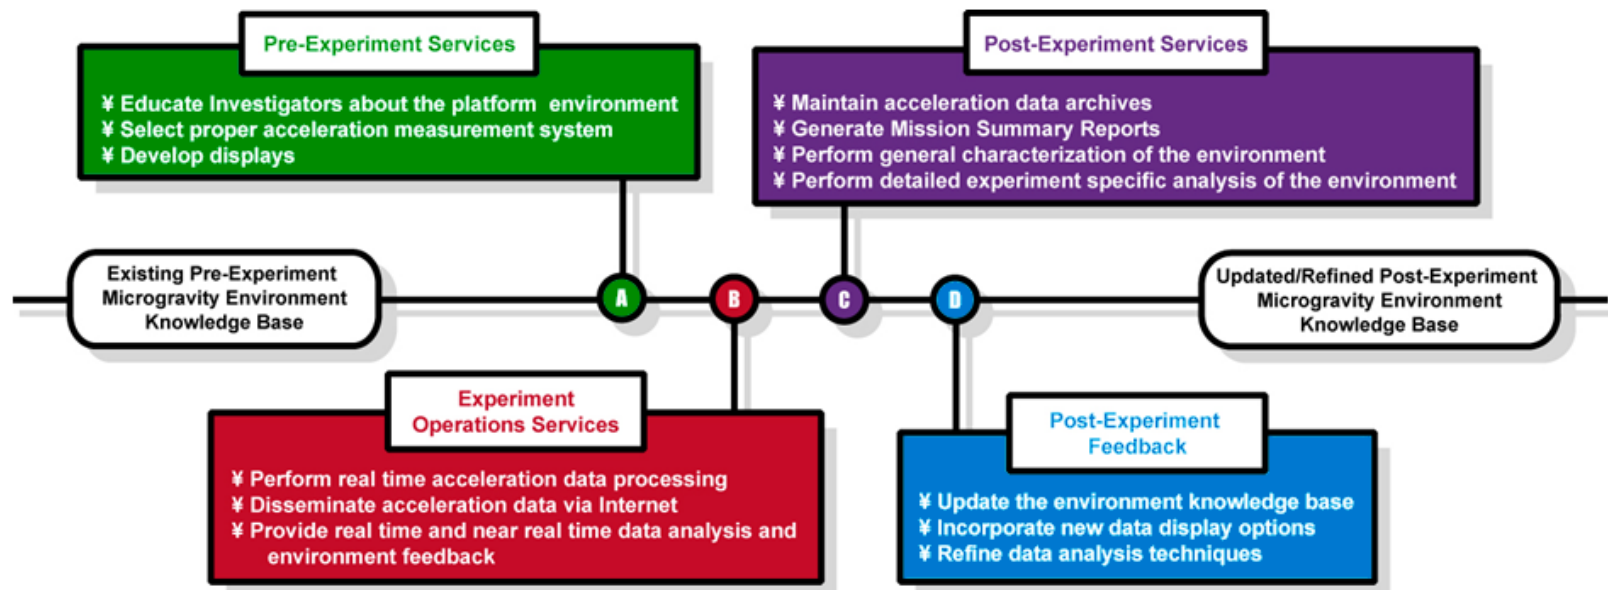 Pre-Experiment Services
¥ Educate Investigators about the platform environment
¥ Select proper acceleration measurement system
¥ Develop displays
Post-Experiment Services
¥ Maintain acceleration data archives
¥ Generate Mission Summary Reports
¥ Perform general characterization of the environment
¥ Perform detailed experiment specific analysis of the environment
Existing Pre-Experiment
Microgravity Environment
Knowledge Base
A
B
C
D
Updated/Refined Post-Experiment
Microgravity Environment
Knowledge Base
Experiment
Operations Services
¥ Perform real time acceleration data processing
¥ Disseminate acceleration data via Internet
¥ Provide real time and near real time data analysis and
environment feedback
Post-Experiment
Feedback
¥ Update the environment knowledge base
¥ Incorporate new data display options
¥ Refine data analysis techniques